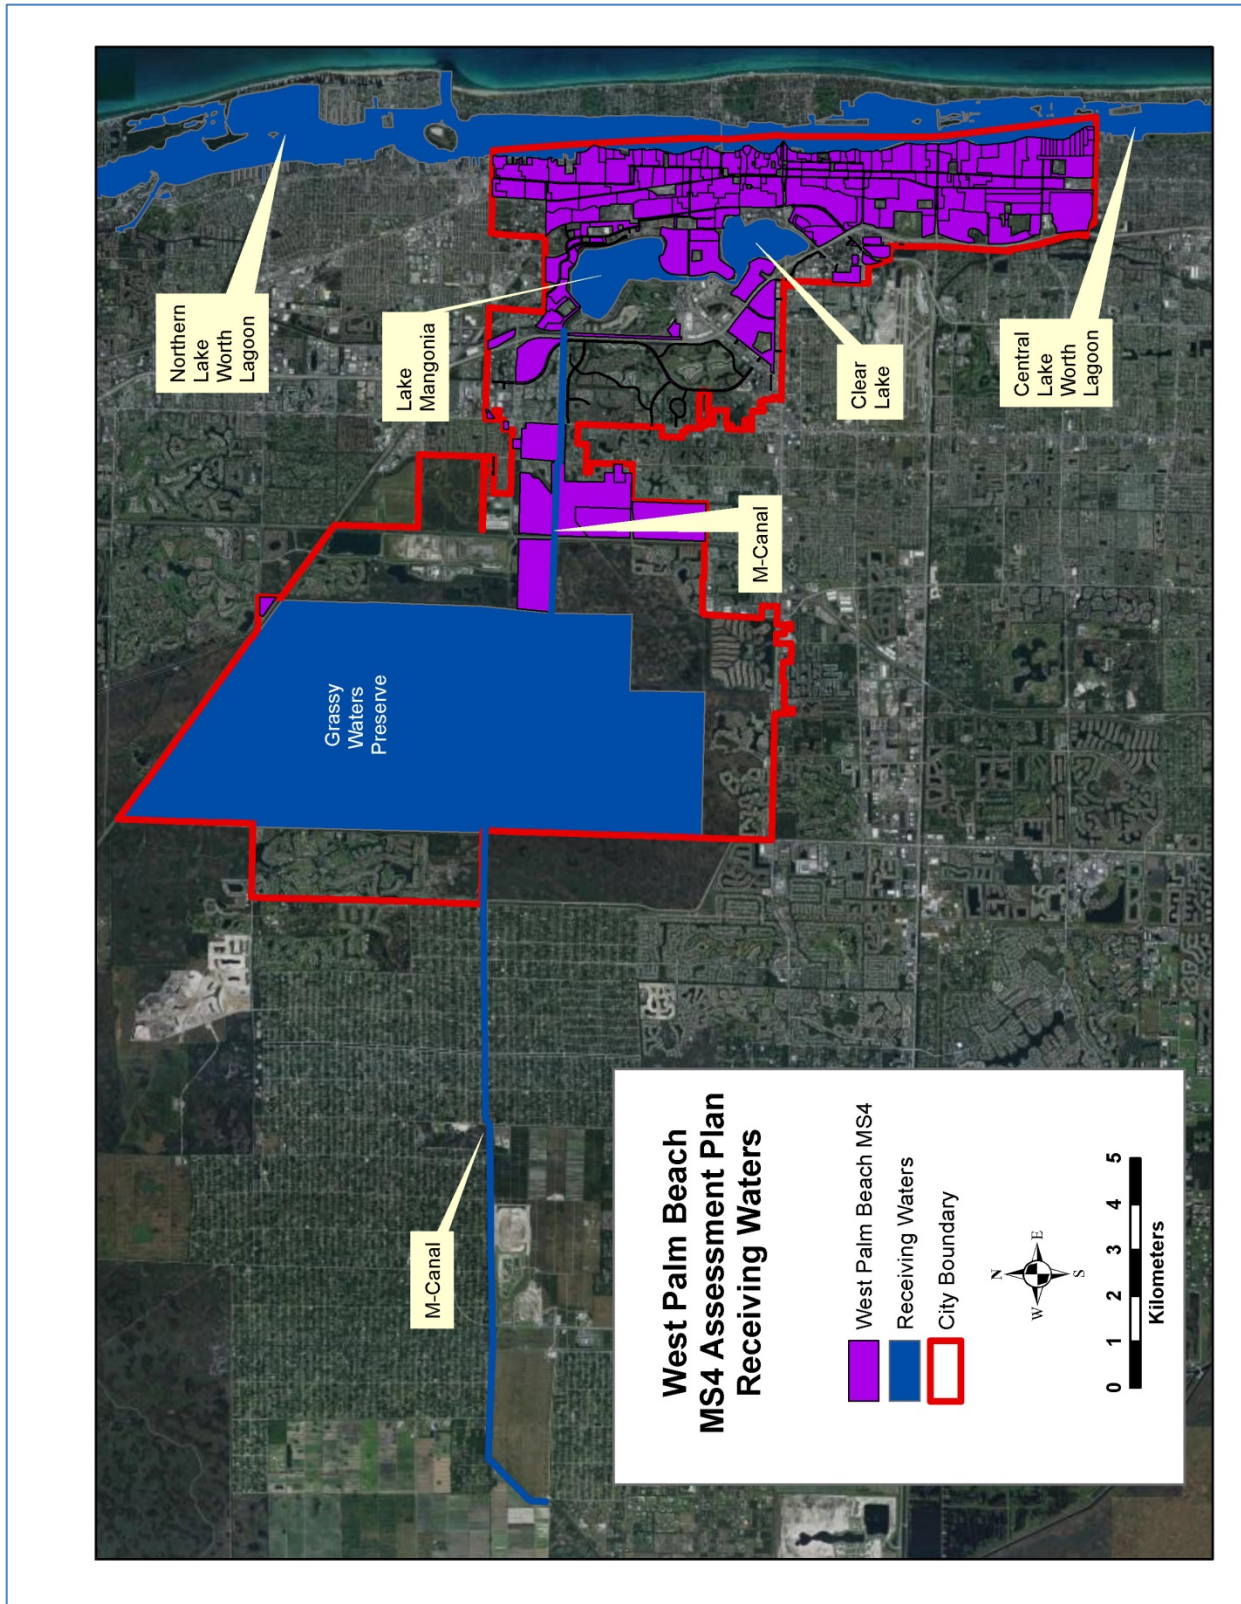 Northern
Lake
Worth
Lagoon
Lake
Mangonia
Clear
Lake
Central
Lake
Worth
Lagoon
M-Canal
Grassy
Waters
Preserve
M-Canal
West Palm Beach
MS4 Assessment Plan
Receiving Waters
West Palm Beach MS4
Receiving Waters
City Boundary
N
W E
S
0 1 2 3 4 5
Kilometers